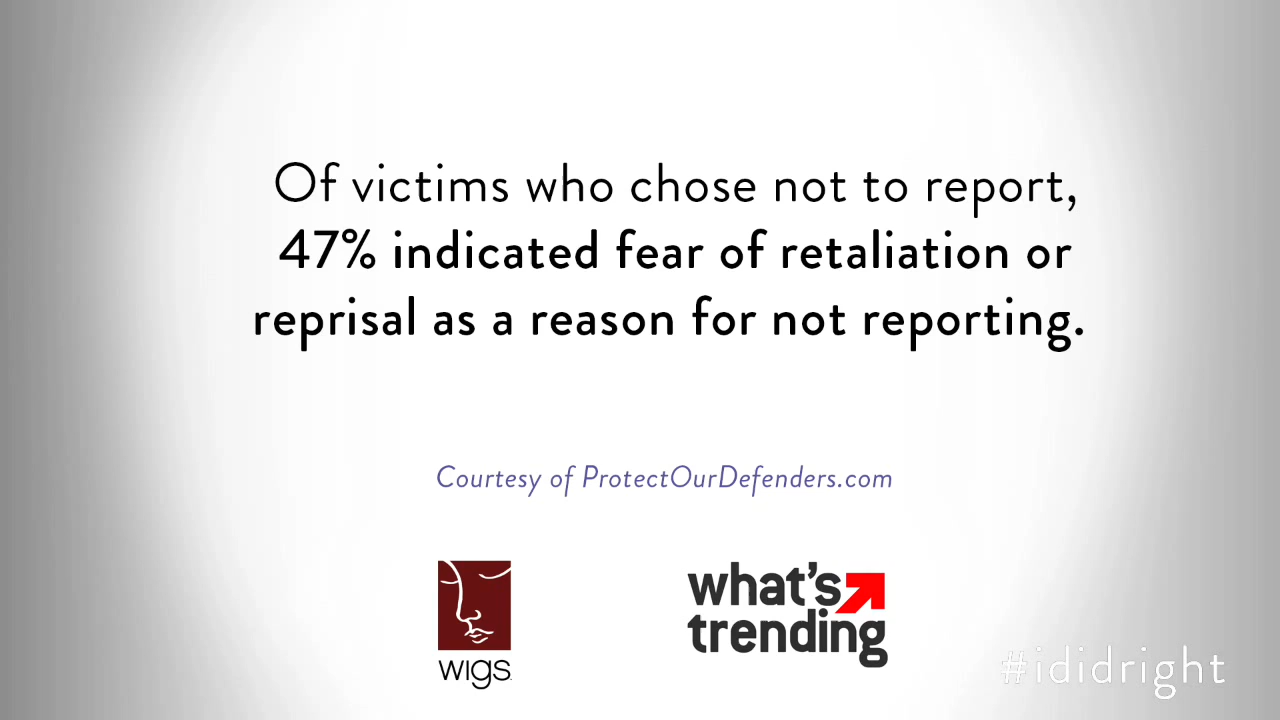 Of victims who chose not to report,
47% indicated fear of retaliation or
reprisal as a reason for not reporting.
Courtesy of ProtectOurDefenders.com
wigs
what's
trending
#ididright